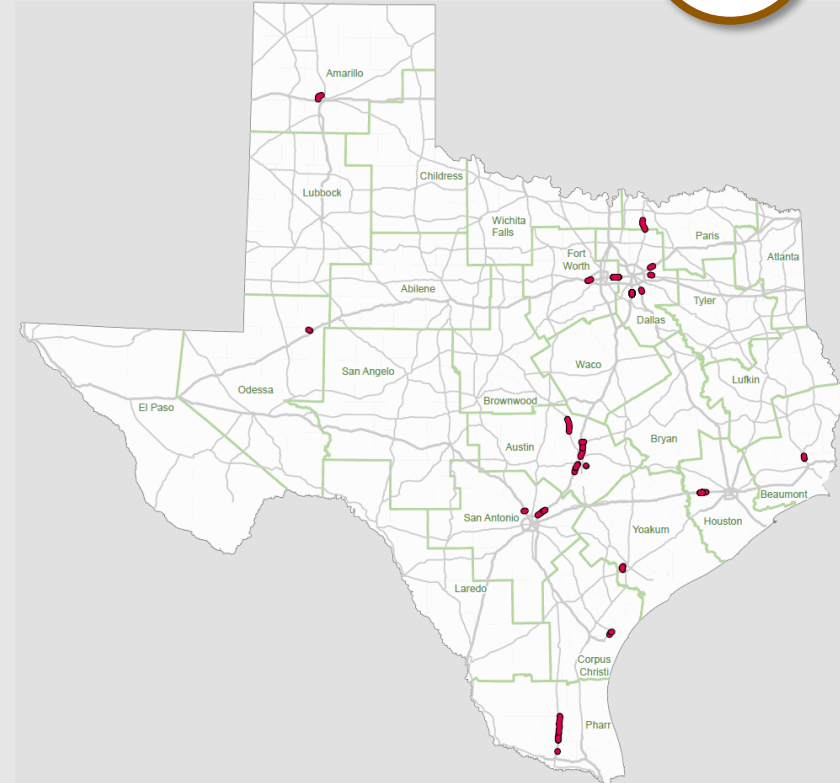 Amarillo
Childress
Lubbock
Wichita
Falls
Paris
Fort
Worth
Atlanta
Abilene
Tyler
Dallas
Waco
San Angelo
Lufkin
Odessa
El Paso
Brownwood
Bryan
Austin
Beaumont
San Antonio
Houston
Yoakum
Laredo
Corpus
Christi
Pharr